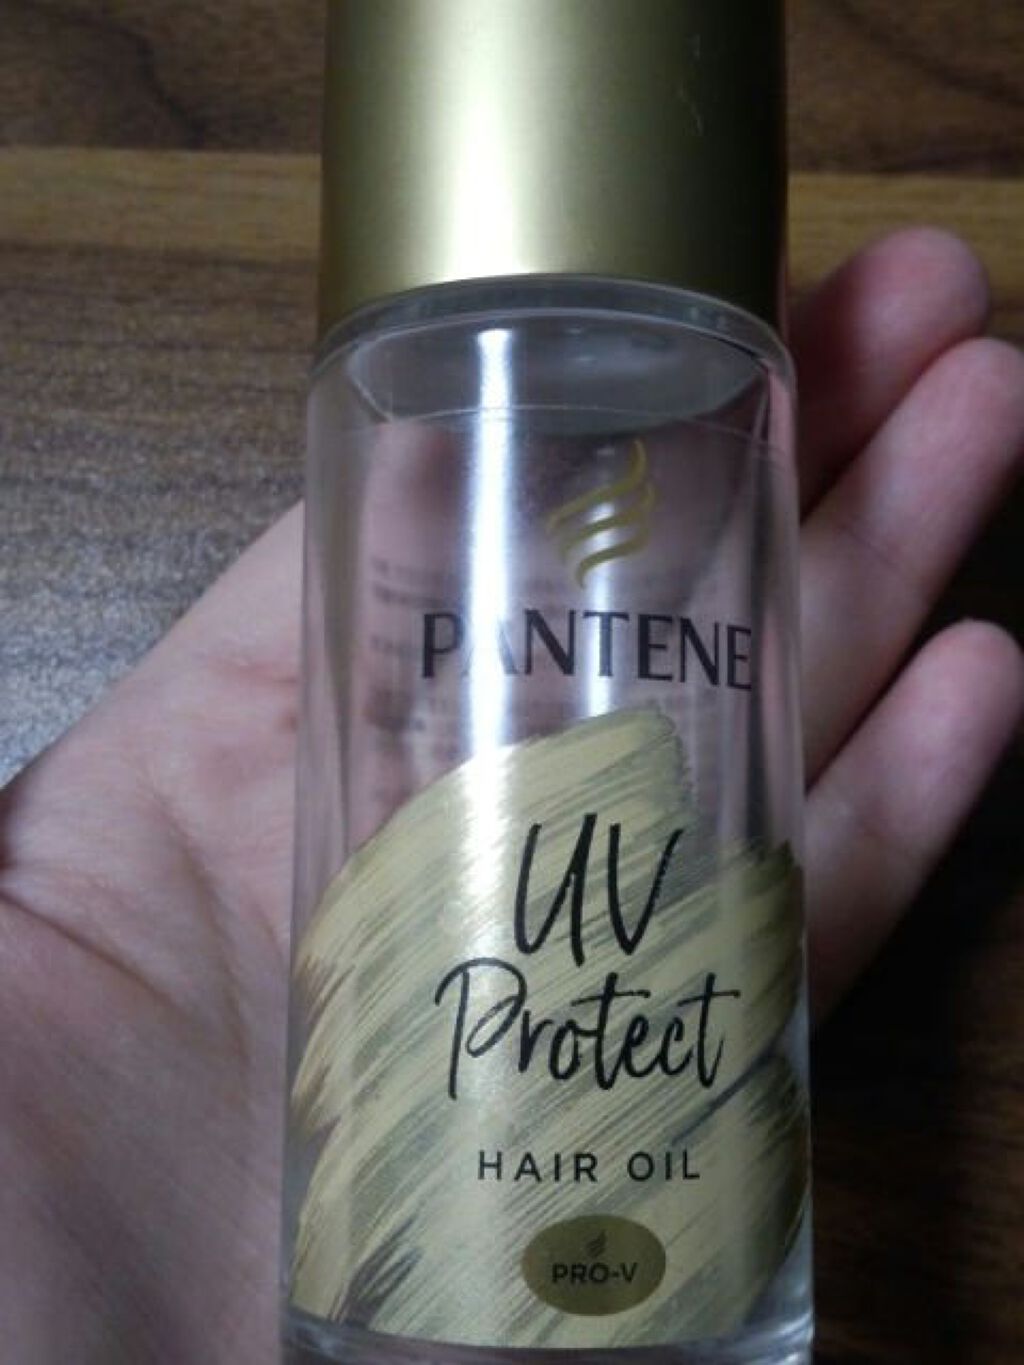 PANTENE
UV
Protect
HAIR OIL
PRO-V